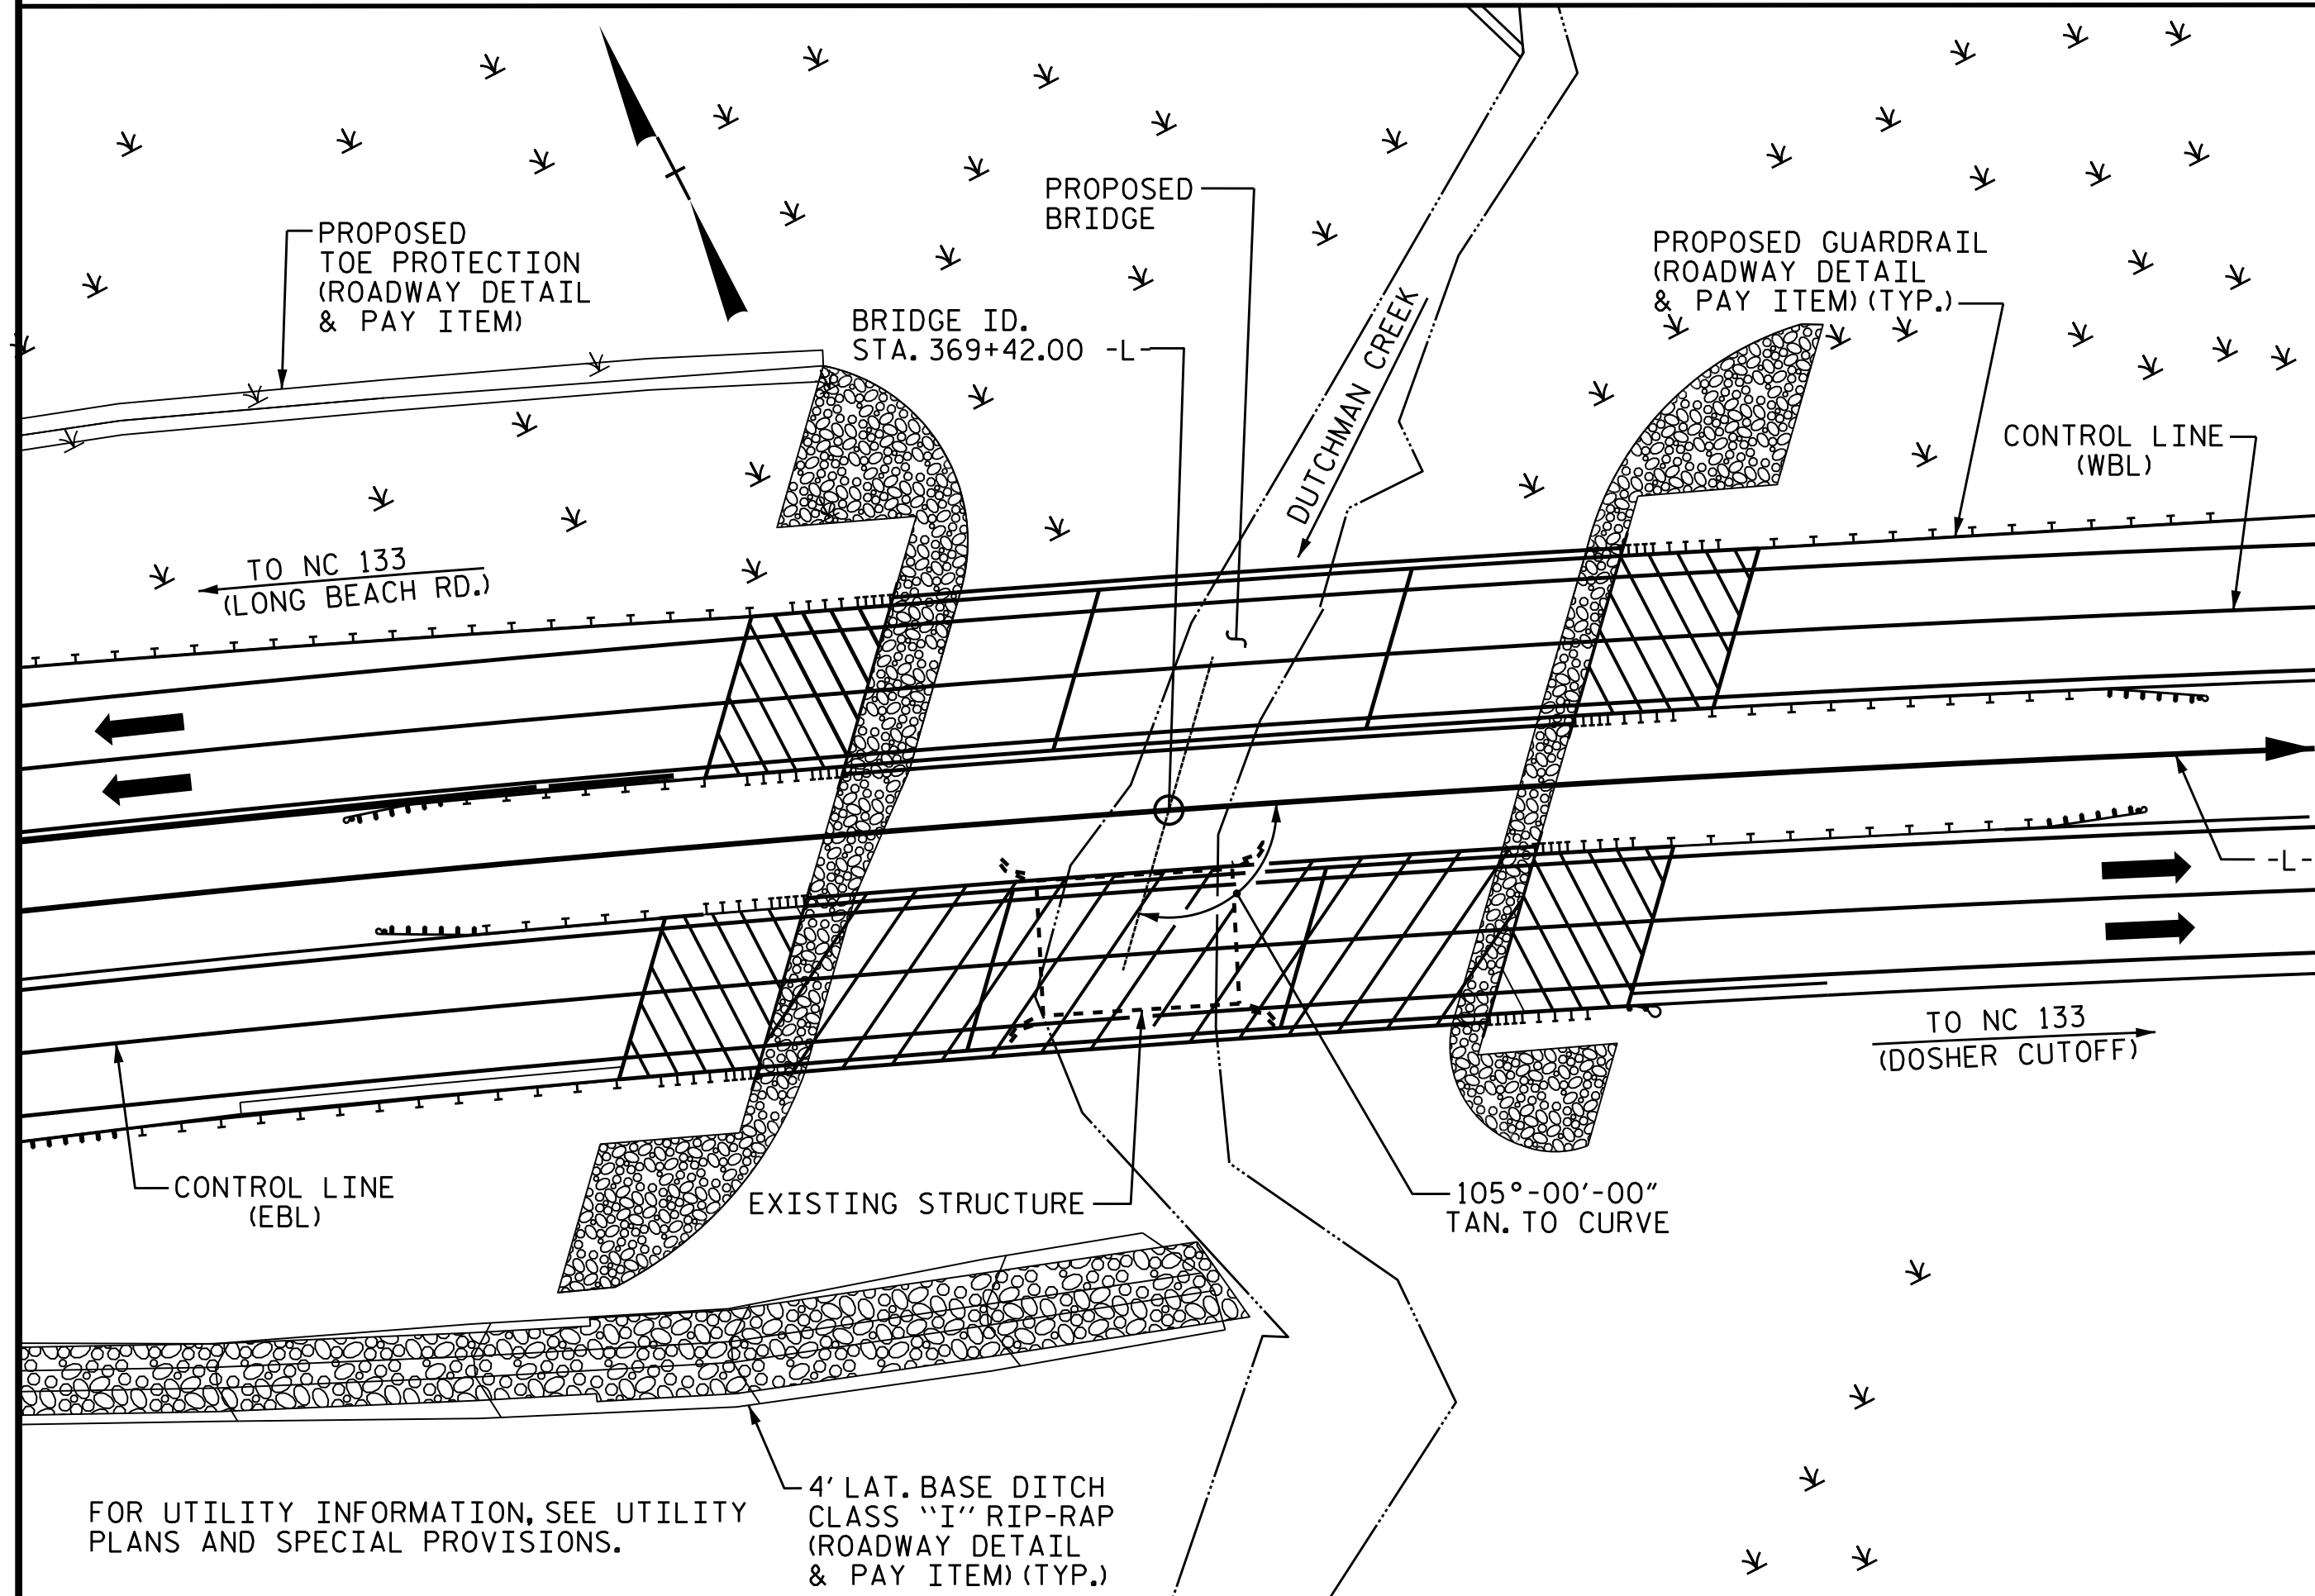 PROPOSED
TOE PROTECTION
(ROADWAY DETAIL
& PAY ITEM)
PROPOSED
BRIDGE
BRIDGE ID.
STA. 369+42.00 -L-
DUTCHMAN CREEK
PROPOSED GUARDRAIL
(ROADWAY DETAIL
& PAY ITEM) (TYP.)
CONTROL LINE
(WBL)
TO NC 133
(LONG BEACH RD.)
-L-
TO NC 133
(DOSHER CUTOFF)
CONTROL LINE
(EBL)
EXISTING STRUCTURE
105°-00'-00"
TAN. TO CURVE
4' LAT. BASE DITCH
CLASS "I" RIP-RAP
(ROADWAY DETAIL
& PAY ITEM) (TYP.)
FOR UTILITY INFORMATION, SEE UTILITY
PLANS AND SPECIAL PROVISIONS.